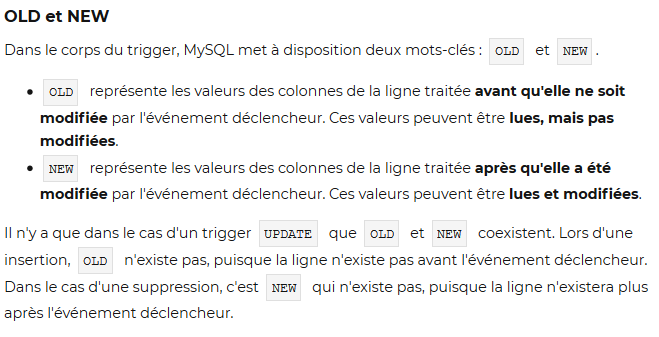 OLD et NEW
Dans le corps du trigger, MySQL met à disposition deux mots-clés : OLD et NEW .
• OLD représente les valeurs des colonnes de la ligne traitée avant qu'elle ne soit
modifiée par l'événement déclencheur. Ces valeurs peuvent être lues, mais pas
modifiées.
• NEW représente les valeurs des colonnes de la ligne traitée après qu'elle a été
modifiée par l'événement déclencheur. Ces valeurs peuvent être lues et modifiées.
Il n'y a que dans le cas d'un trigger UPDATE que OLD et NEW coexistent. Lors d'une
insertion, OLD n'existe pas, puisque la ligne n'existe pas avant l'événement déclencheur.
Dans le cas d'une suppression, c'est NEW qui n'existe pas, puisque la ligne n'existera plus
après l'événement déclencheur.